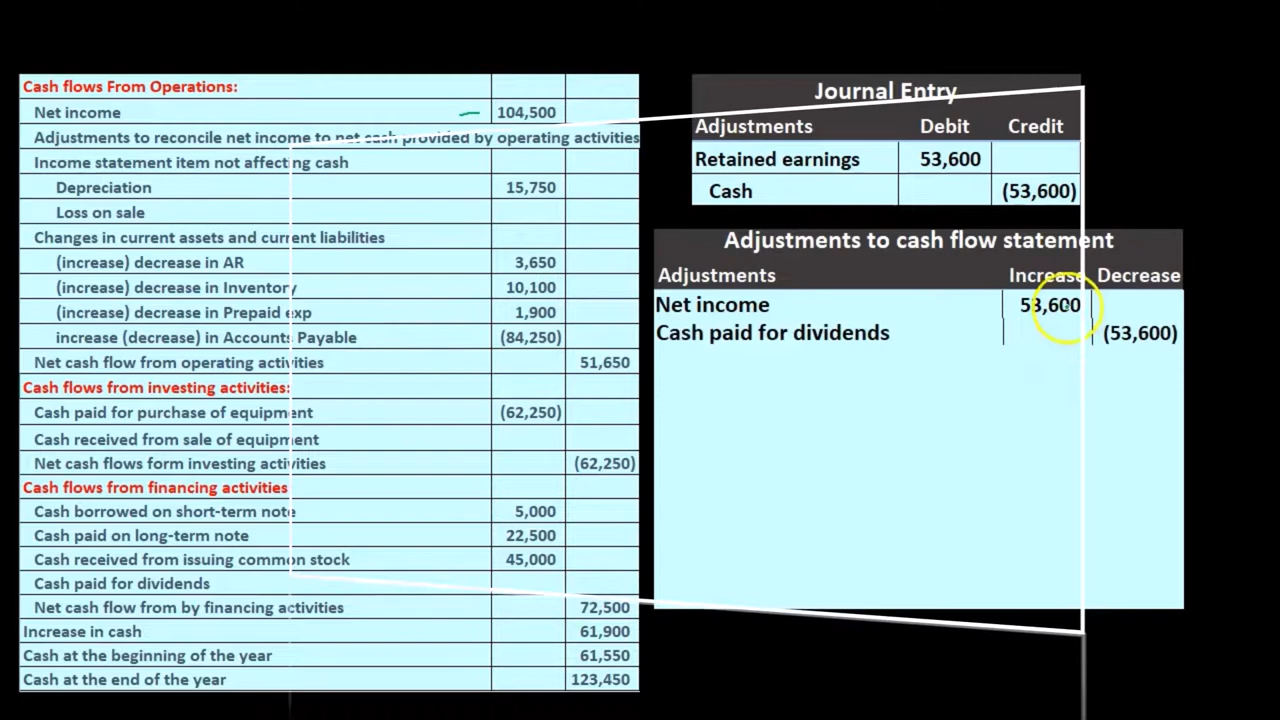 Cash flows From Operations:
Net income 104,500
Adjustments to reconcile net income to net cash provided by operating activities
Income statement item not affecting cash
Depreciation 15,750
Loss on sale
Changes in current assets and current liabilities
(increase) decrease in AR 3,650
(increase) decrease in Inventory 10,100
(increase) decrease in Prepaid exp 1,900
increase (decrease) in Accounts Payable (84,250)
Net cash flow from operating activities 51,650
Cash flows from investing activities:
Cash paid for purchase of equipment (62,250)
Cash received from sale of equipment
Net cash flows form investing activities (62,250)
Cash flows from financing activities
Cash borrowed on short-term note 5,000
Cash paid on long-term note 22,500
Cash received from issuing common stock 45,000
Cash paid for dividends
Net cash flow from by financing activities 72,500
Increase in cash 61,900
Cash at the beginning of the year 61,550
Cash at the end of the year 123,450
Journal Entry
Adjustments Debit Credit
Retained earnings 53,600
Cash (53,600)
Adjustments to cash flow statement
Adjustments Increase Decrease
Net income 53,600
Cash paid for dividends (53,600)